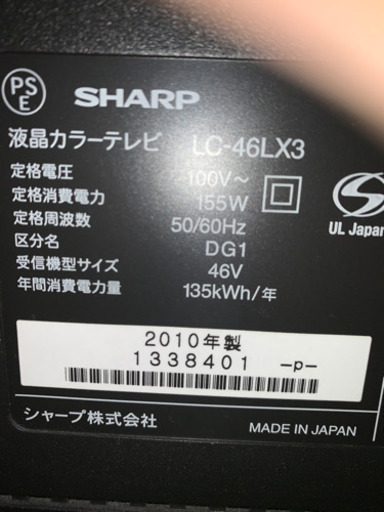 PS
E
SHARP
液晶カラーテレビ LC-46LX3
定格電圧 100V～
定格消費電力 155W
定格周波数 50/60Hz
区分名 DG1
受信機型サイズ 46V
年間消費電力量 135kWh/年
S
UL Japan
2010年製
1338401 -p-
シャープ株式会社
MADE IN JAPAN